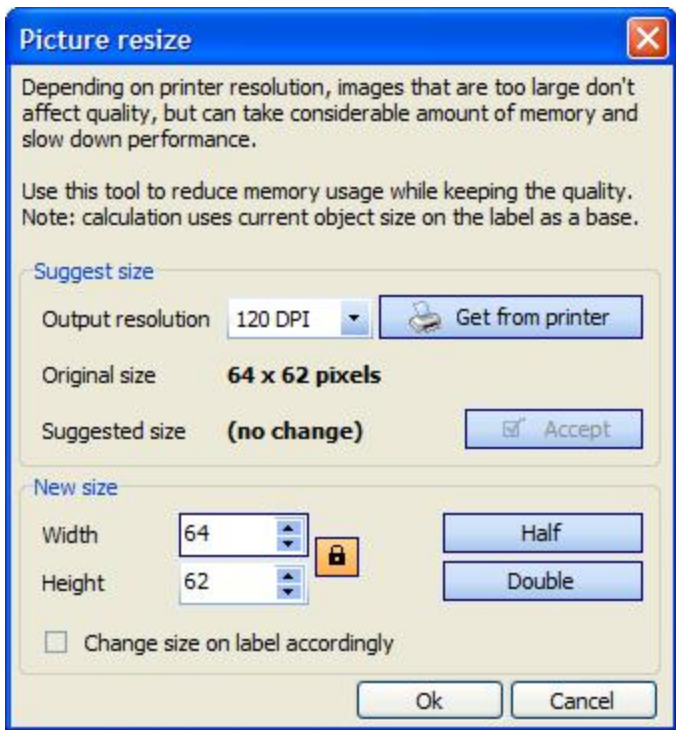 Picture resize
Depending on printer resolution, images that are too large don't
affect quality, but can take considerable amount of memory and
slow down performance.
Use this tool to reduce memory usage while keeping the quality.
Note: calculation uses current object size on the label as a base.
Suggest size
Output resolution 120 DPI Get from printer
Original size 64 x 62 pixels
Suggested size (no change) Accept
New size
Width 64 Half
Height 62 Double
Change size on label accordingly
Ok Cancel